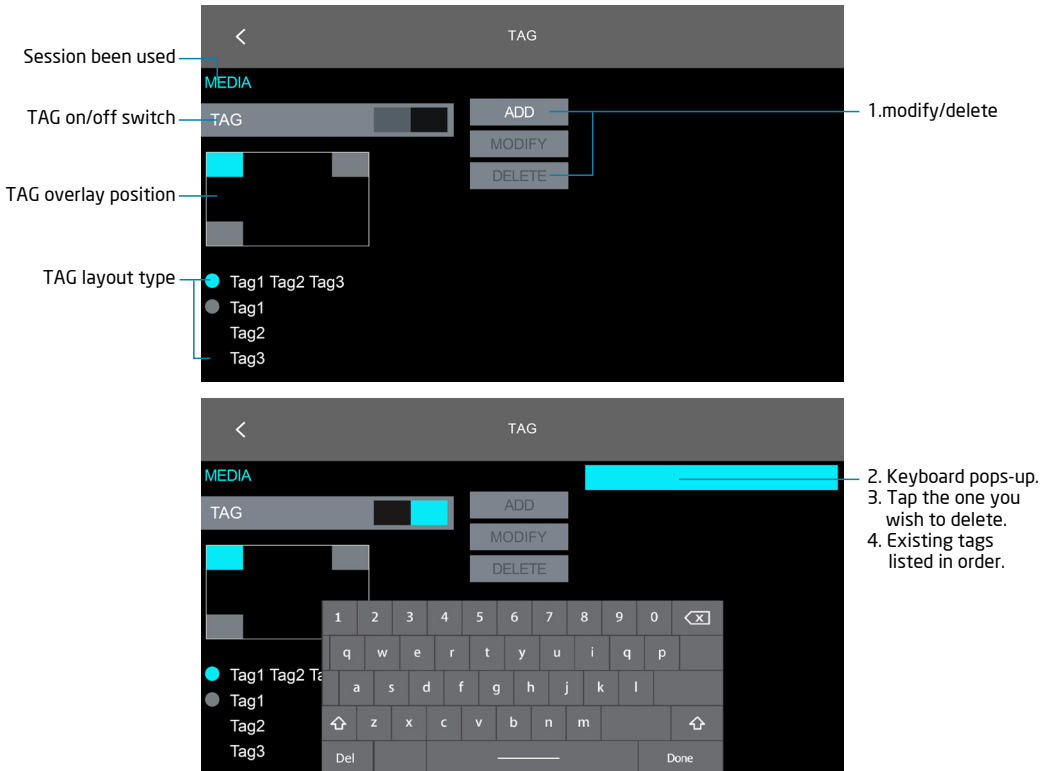 TAG
Session been used
MEDIA
TAG on/off switch
TAG
ADD
1.modify/delete
MODIFY
DELETE
TAG overlay position
TAG layout type
Tag1 Tag2 Tag3
Tag1
Tag2
Tag3
TAG
MEDIA
2. Keyboard pops-up.
TAG
ADD
3. Tap the one you
wish to delete.
MODIFY
4. Existing tags
listed in order.
DELETE
1 2 3 4 5 6 7 8 9 0
q w e r t y u i q p
Tag1 Tag2 Ta
a s d f g h j k l
Tag1
z x c v b n m
Tag2
Tag3
Del Done